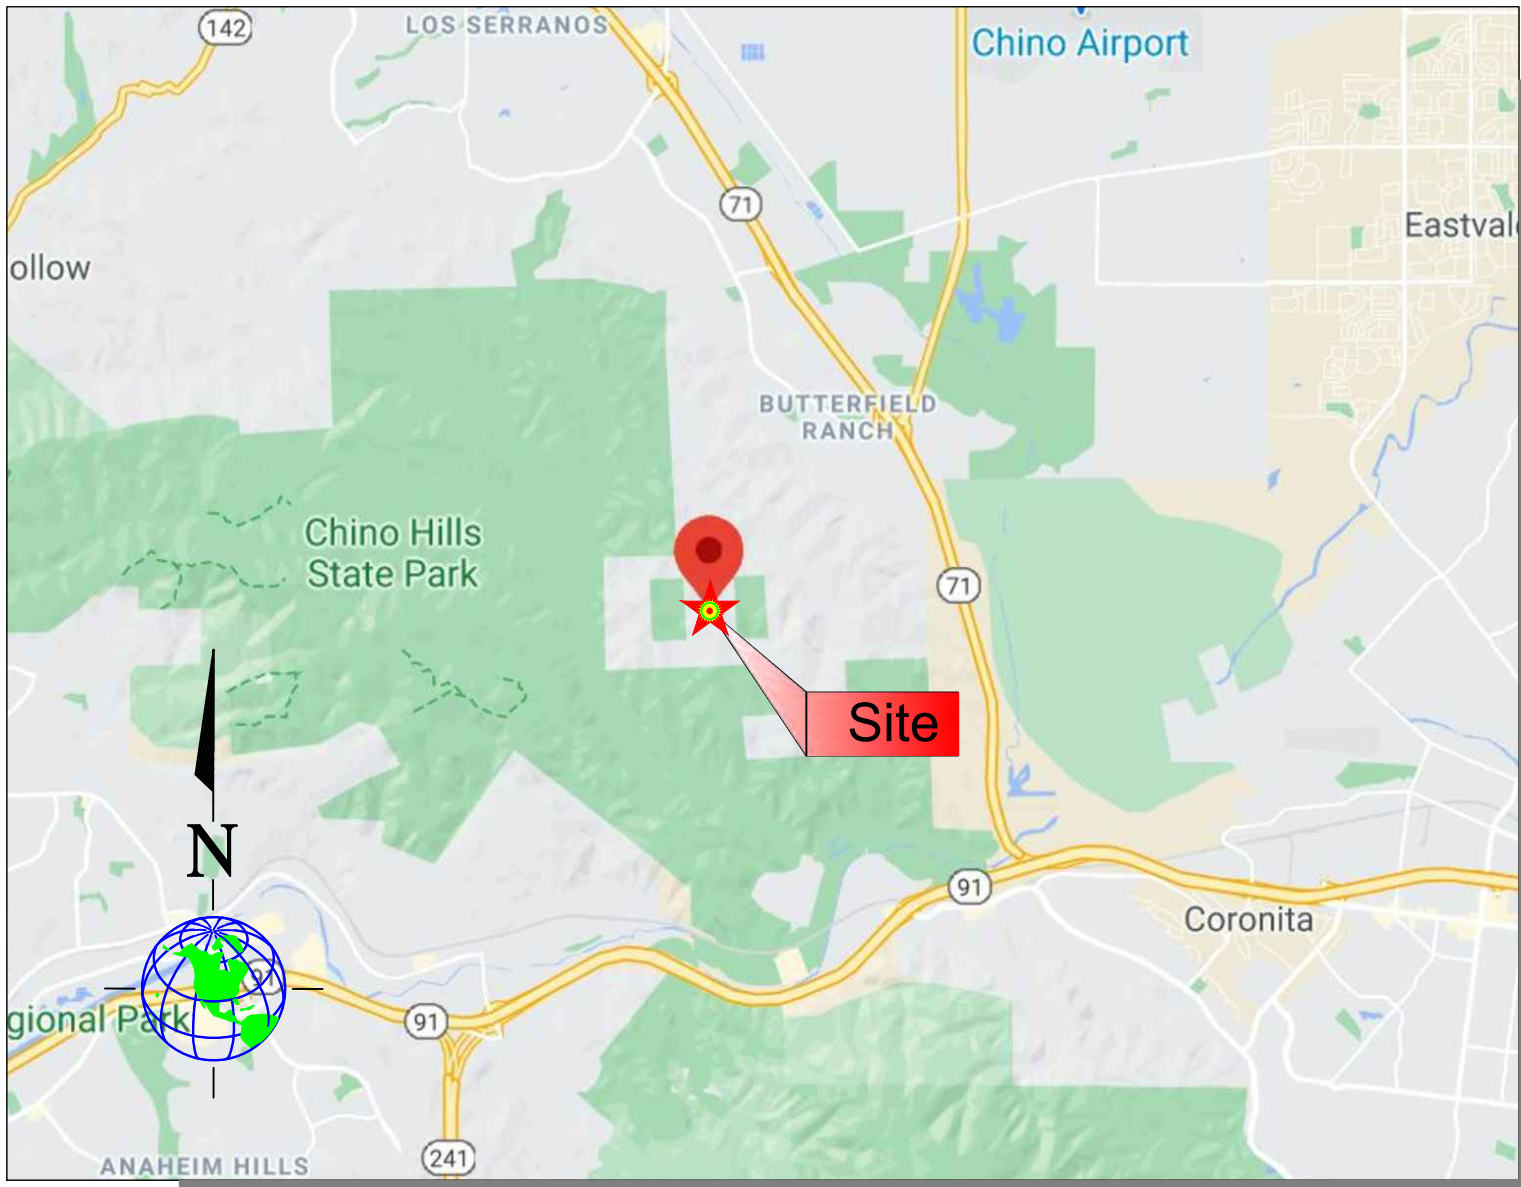 142
LOS SERRANOS
Chino Airport
71
Eastval
ollow
BUTTERFIELD
RANCH
Chino Hills
State Park
71
Site
N
91
Coronita
91
gional Park
91
ANAHEIM HILLS
241